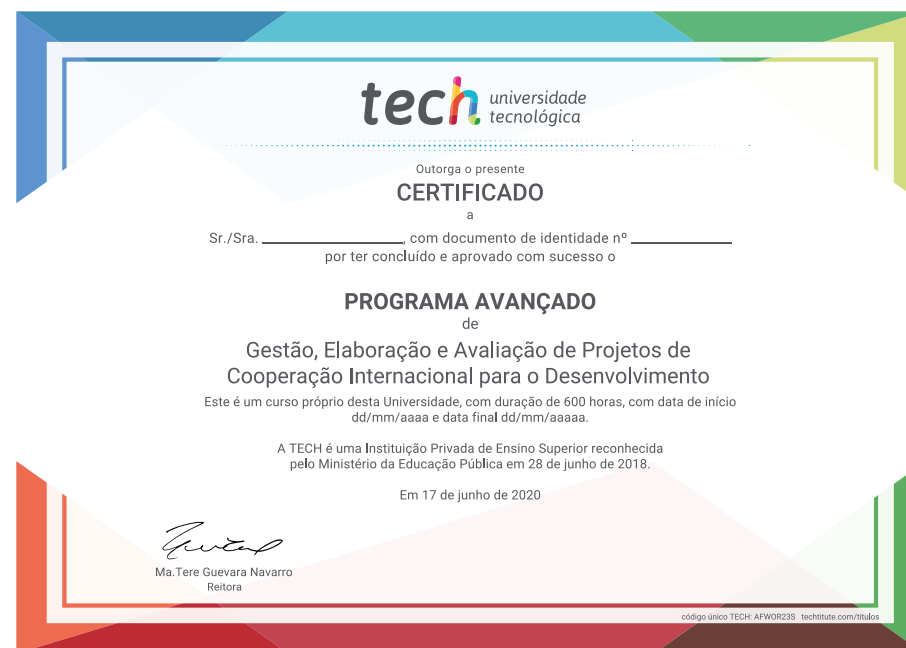 tech universidade
tecnológica
Outorga o presente
CERTIFICADO
a
Sr./Sra. ________________, com documento de identidade nº ____________
por ter concluído e aprovado com sucesso o
PROGRAMA AVANÇADO
de
Gestão, Elaboração e Avaliação de Projetos de
Cooperação Internacional para o Desenvolvimento
Este é um curso próprio desta Universidade, com duração de 600 horas, com data de início
dd/mm/aaaa e data final dd/mm/aaaaa.
A TECH é uma Instituição Privada de Ensino Superior reconhecida
pelo Ministério da Educação Pública em 28 de junho de 2018.
Em 17 de junho de 2020
Ma.Tere Guevara Navarro
Reitora
código único TECH: AFWOR23S techtitute.com/titulos